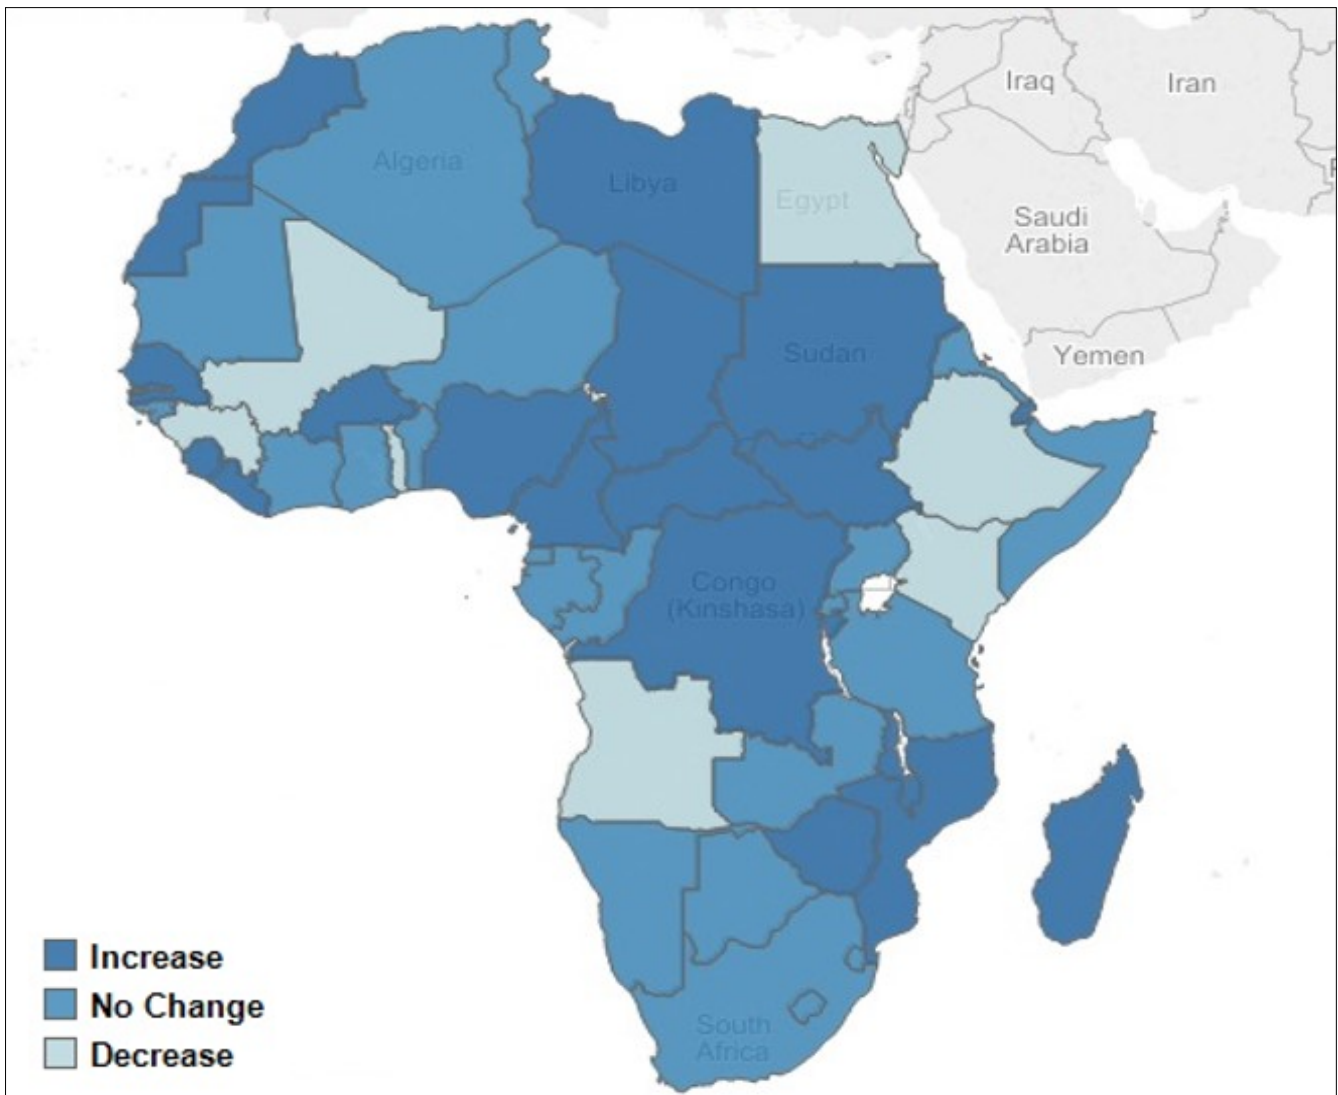 Iraq
Iran
Algeria
Libya
Egypt
Saudi
Arabia
Sudan
Yemen
Congo
(Kinshasa)
Increase
No Change
Decrease
South
Africa